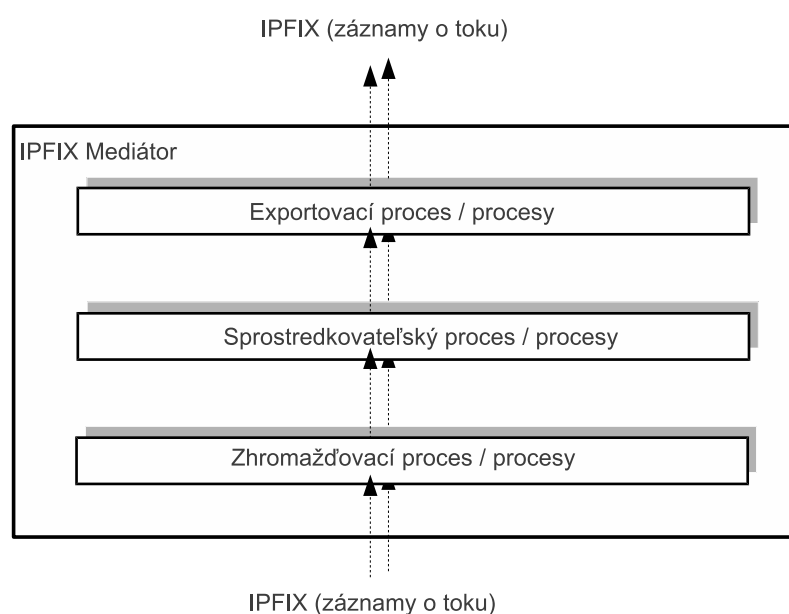 IPFIX (záznamy o toku)
IPFIX Mediátor
Exportovací proces / procesy
Sprostredkovateľský proces / procesy
Zhromažďovací proces / procesy
IPFIX (záznamy o toku)